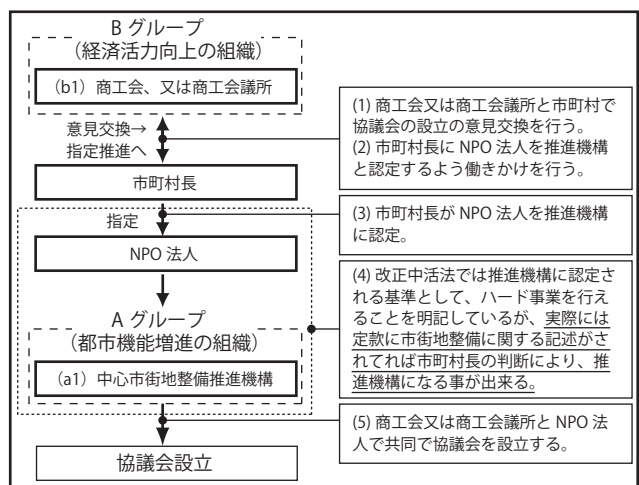 B グループ
（経済活力向上の組織）
（b1）商工会、又は商工会議所
意見交換→
指定推進へ
市町村長
指定
NPO 法人
A グループ
（都市機能増進の組織）
（a1）中心市街地整備推進機構
協議会設立
(1) 商工会又は商工会議所と市町村で
協議会の設立の意見交換を行う。
(2) 市町村長に NPO 法人を推進機構
と認定するよう働きかけを行う。
(3) 市町村長が NPO 法人を推進機構
に認定。
(4) 改正中活法では推進機構に認定さ
れる基準として、ハード事業を行え
ることを明記しているが、実際には
定款に市街地整備に関する記述がさ
れてれば市町村長の判断により、推
進機構になる事が出来る。
(5) 商工会又は商工会議所と NPO 法
人で共同で協議会を設立する。